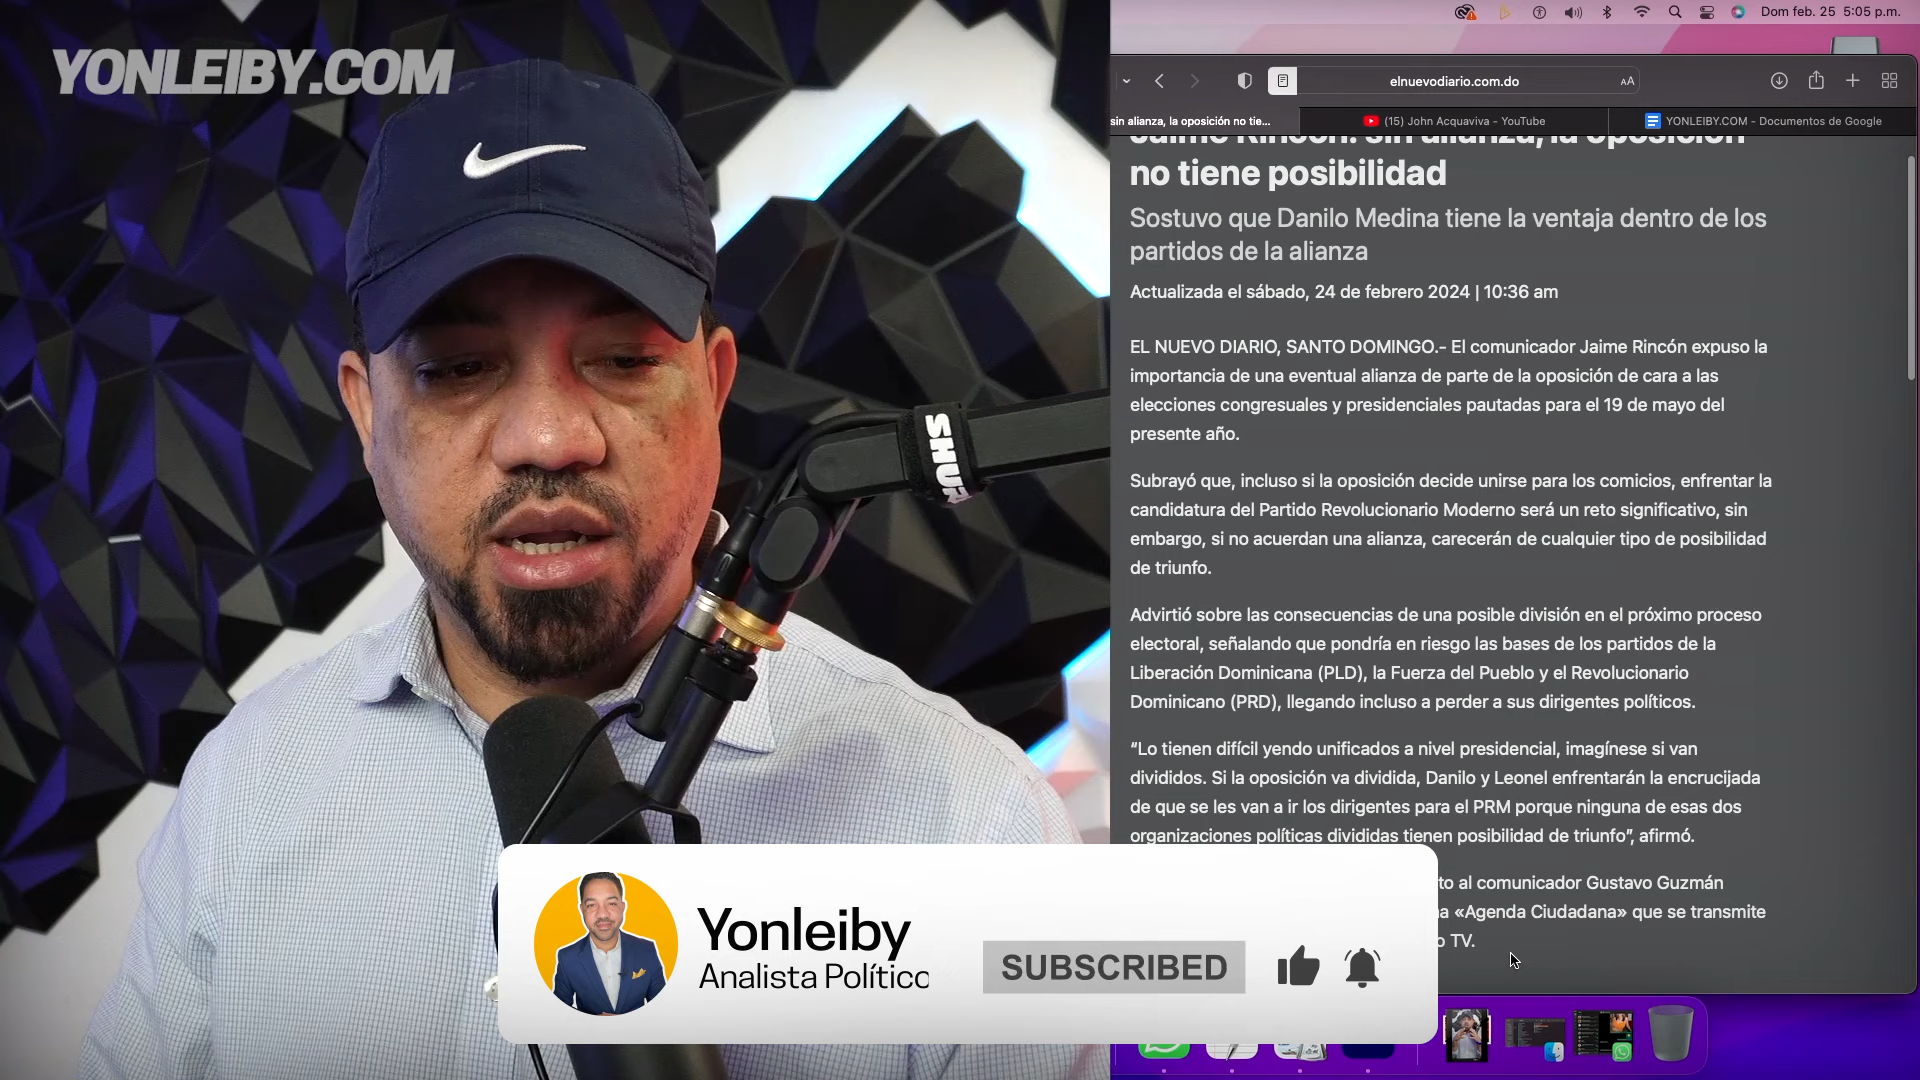 YONLEIBY.COM
Dom feb. 25 5:05 p.m.
elnuevodiario.com.do
AA
sin alianza, la oposición no tie...
(15) John Acquaviva - YouTube
YONLEIBY.COM - Documentos de Google
Jaime Rincón: sin alianza, la oposición
no tiene posibilidad
Sostuvo que Danilo Medina tiene la ventaja dentro de los
partidos de la alianza
Actualizada el sábado, 24 de febrero 2024 | 10:36 am
EL NUEVO DIARIO, SANTO DOMINGO.- El comunicador Jaime Rincón expuso la
importancia de una eventual alianza de parte de la oposición de cara a las
elecciones congresuales y presidenciales pautadas para el 19 de mayo del
presente año.
Subrayó que, incluso si la oposición decide unirse para los comicios, enfrentar la
candidatura del Partido Revolucionario Moderno será un reto significativo, sin
embargo, si no acuerdan una alianza, carecerán de cualquier tipo de posibilidad
de triunfo.
Advirtió sobre las consecuencias de una posible división en el próximo proceso
electoral, señalando que pondría en riesgo las bases de los partidos de la
Liberación Dominicana (PLD), la Fuerza del Pueblo y el Revolucionario
Dominicano (PRD), llegando incluso a perder a sus dirigentes políticos.
“Lo tienen difícil yendo unificados a nivel presidencial, imagínese si van
divididos. Si la oposición va dividida, Danilo y Leonel enfrentarán la encrucijada
de que se les van a ir los dirigentes para el PRM porque ninguna de esas dos
organizaciones políticas divididas tienen posibilidad de triunfo”, afirmó.
to al comunicador Gustavo Guzmán
na «Agenda Ciudadana» que se transmite
o TV.
SHUR
Yonleiby
Analista Político
SUBSCRIBED